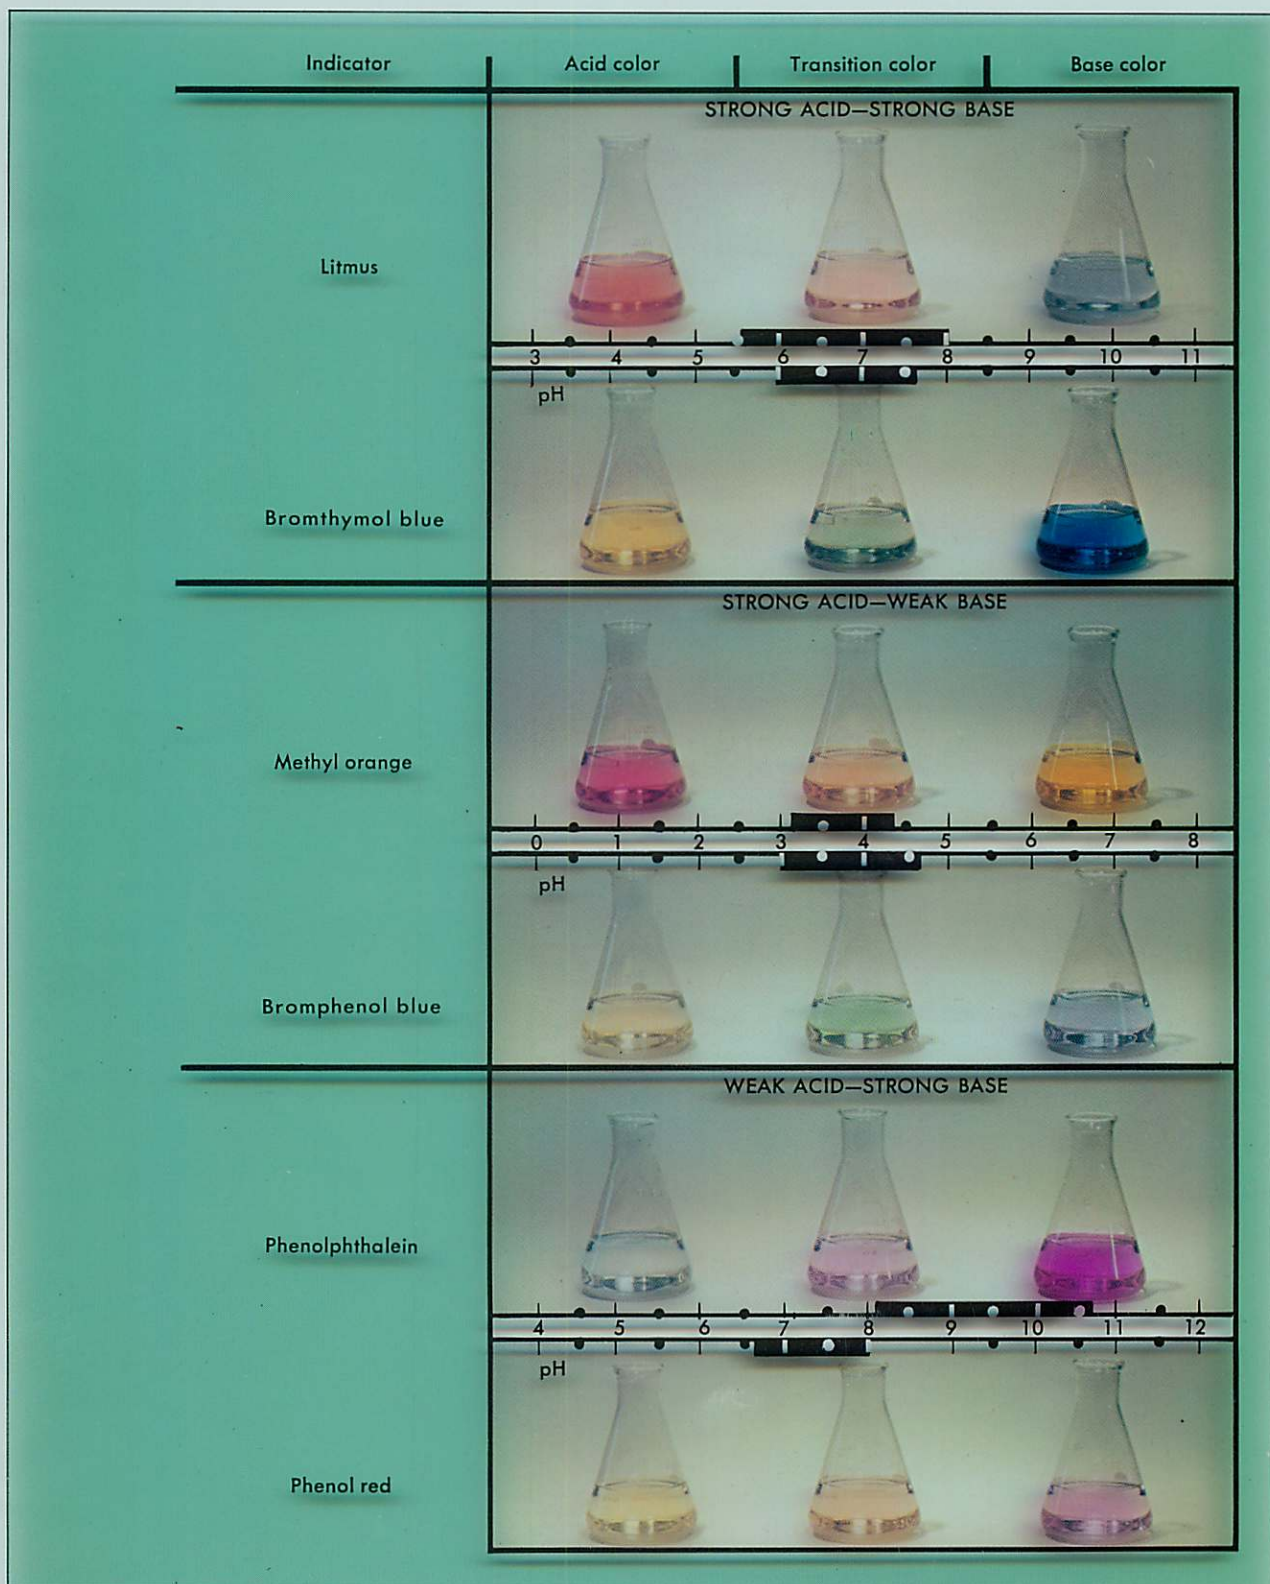 Indicator Acid color Transition color Base color
STRONG ACID—STRONG BASE
Litmus
3 4 5 6 7 8 9 10 11
pH
Bromthymol blue
STRONG ACID—WEAK BASE
Methyl orange
0 1 2 3 4 5 6 7 8
pH
Bromphenol blue
WEAK ACID—STRONG BASE
Phenolphthalein
4 5 6 7 8 9 10 11 12
pH
Phenol red